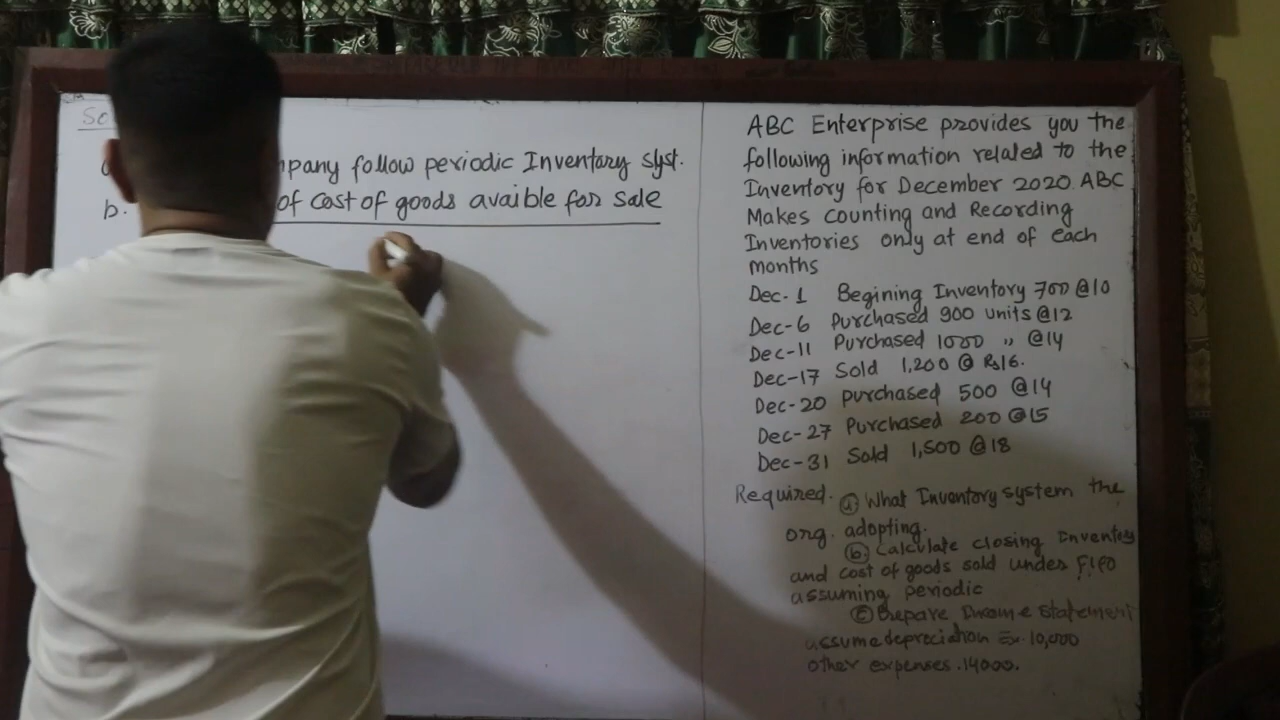 So
mpany follow periodic Inventory syst.
b. of Cost of goods avaible for sale
ABC Enterprise provides you the
following information related to the
Inventory for December 2020. ABC
Makes counting and Recording
Inventories only at end of each
months
Dec-1 Begining Inventory 700 @10
Dec-6 Purchased 900 units @12
Dec-11 Purchased 1000 " @14
Dec-17 Sold 1,200 @ Rs16.
Dec-20 purchased 500 @14
Dec-27 Purchased 200 @15
Dec-31 Sold 1,500 @18
Required. (a) What Inventory system the
org. adopting.
(b) Calculate closing Inventory
and cost of goods sold under FIFO
assuming periodic
(c) Prepare Income statement
assume depreciation Ex. 10,000
other expenses .14000.